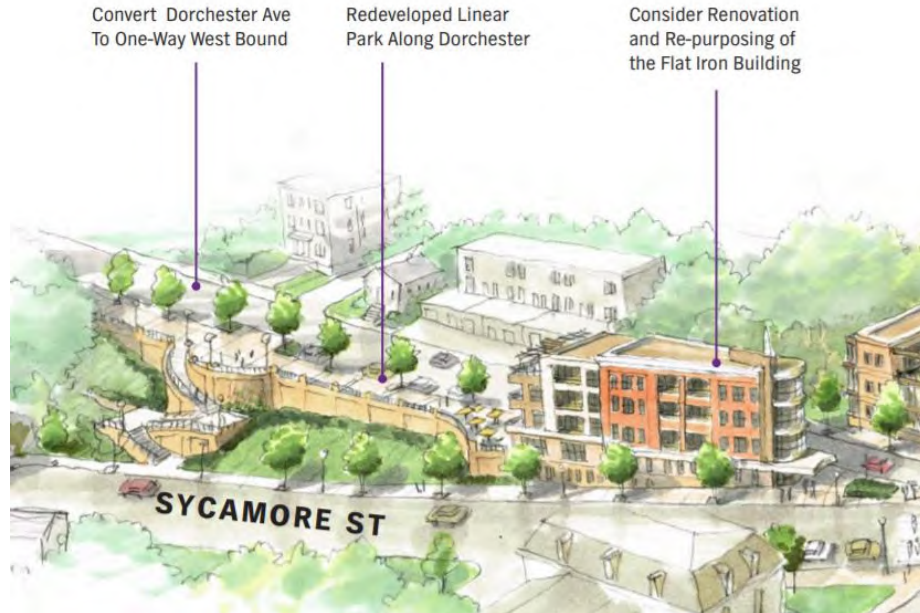 Convert Dorchester Ave
To One-Way West Bound
Redeveloped Linear
Park Along Dorchester
Consider Renovation
and Re-purposing of
the Flat Iron Building
SYCAMORE ST